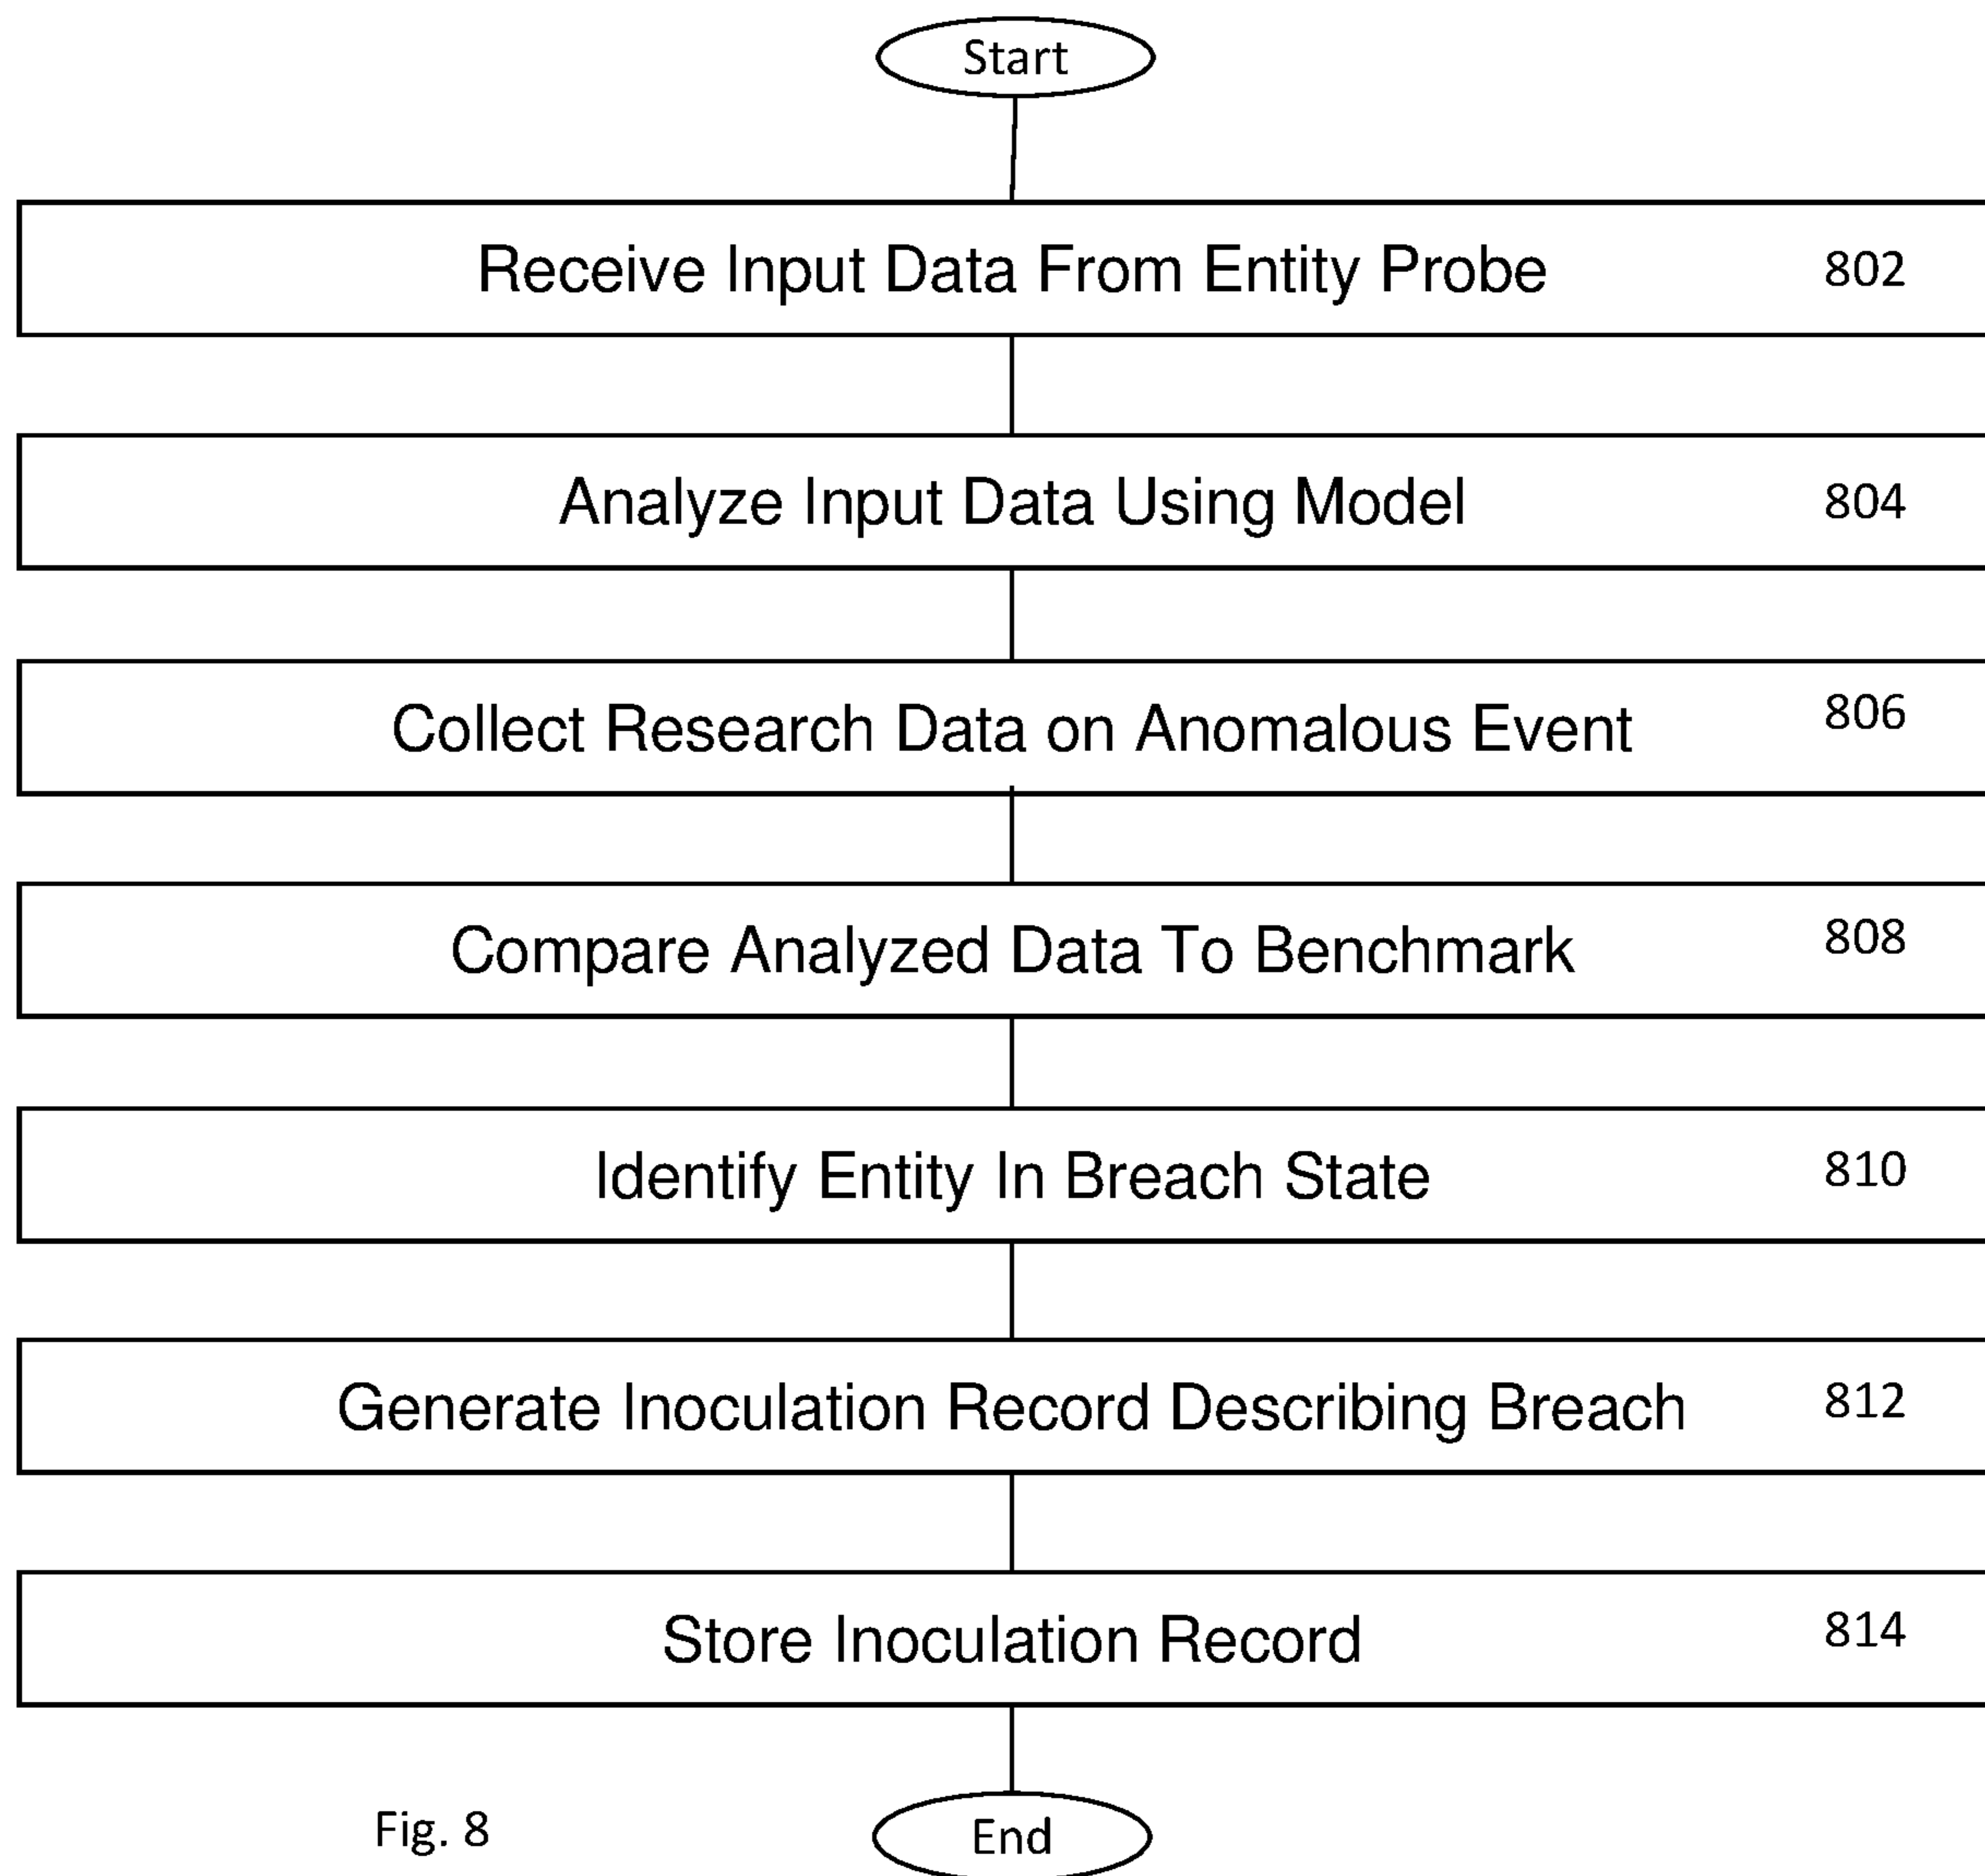 Start
Receive Input Data From Entity Probe 802
Analyze Input Data Using Model 804
Collect Research Data on Anomalous Event 806
Compare Analyzed Data To Benchmark 808
Identify Entity In Breach State 810
Generate Inoculation Record Describing Breach 812
Store Inoculation Record 814
Fig. 8
End